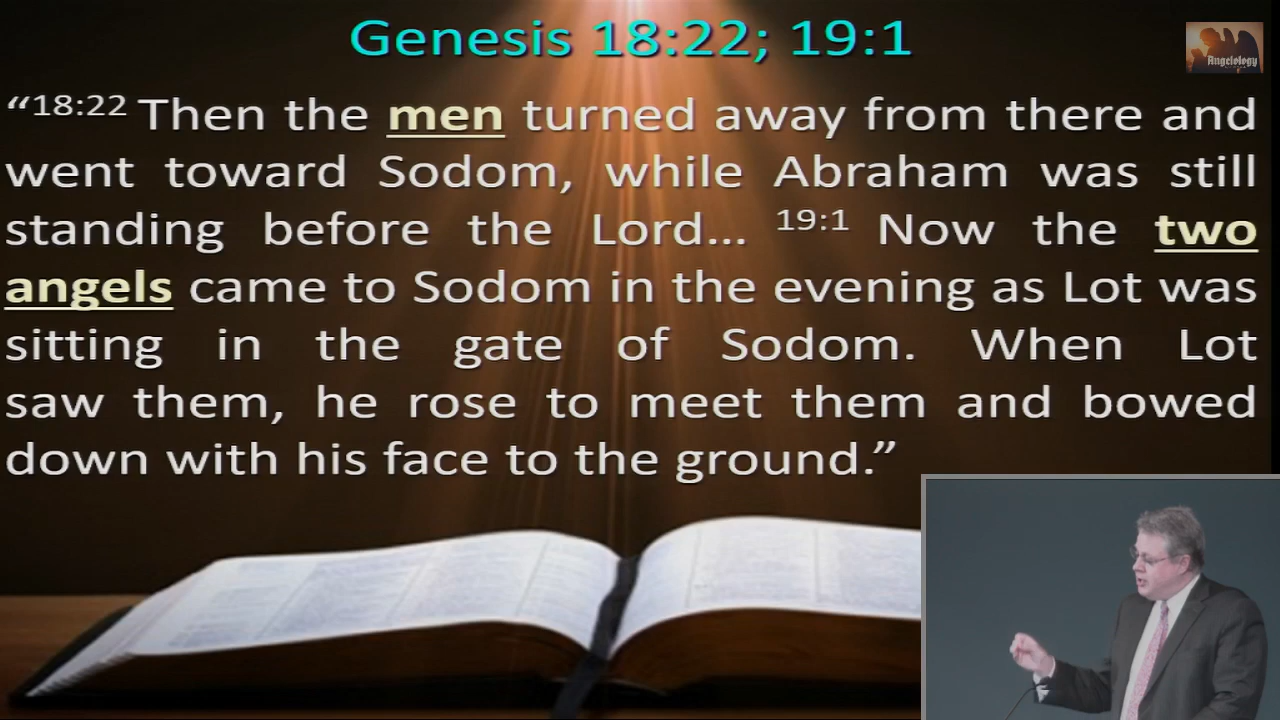 Genesis 18:22; 19:1
Angelology
“18:22 Then the men turned away from there and
went toward Sodom, while Abraham was still
standing before the Lord… 19:1 Now the two
angels came to Sodom in the evening as Lot was
sitting in the gate of Sodom. When Lot
saw them, he rose to meet them and bowed
down with his face to the ground.”